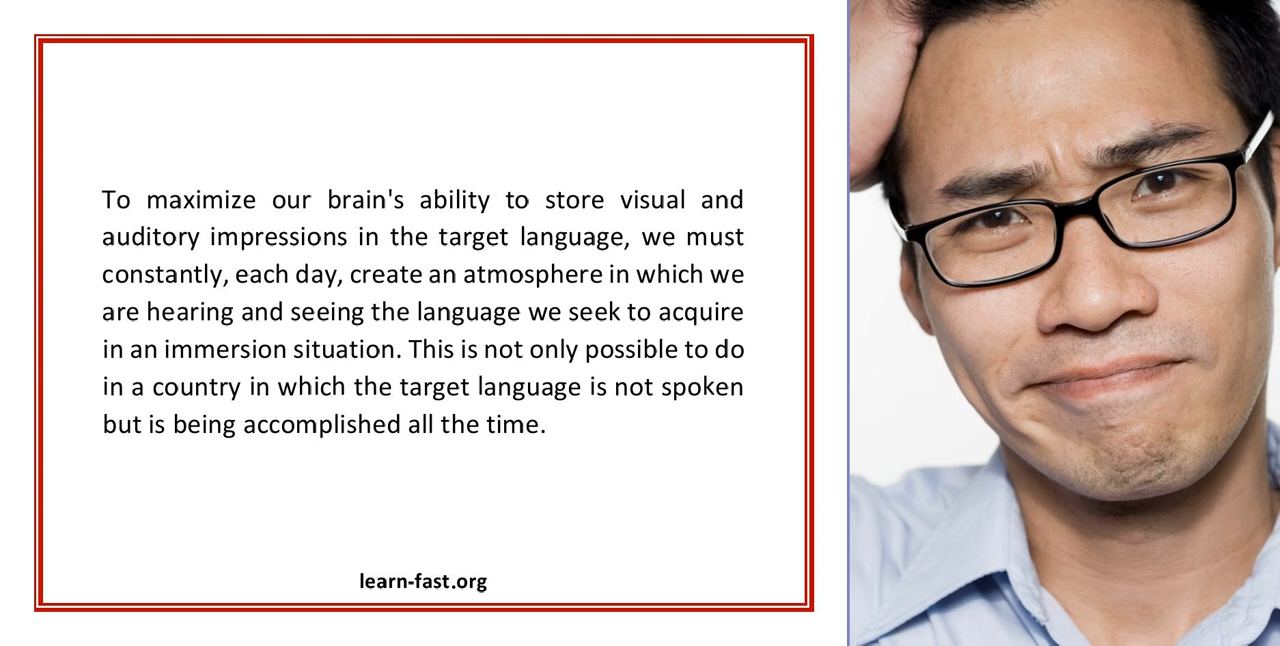 To maximize our brain's ability to store visual and
auditory impressions in the target language, we must
constantly, each day, create an atmosphere in which we
are hearing and seeing the language we seek to acquire
in an immersion situation. This is not only possible to do
in a country in which the target language is not spoken
but is being accomplished all the time.
learn-fast.org